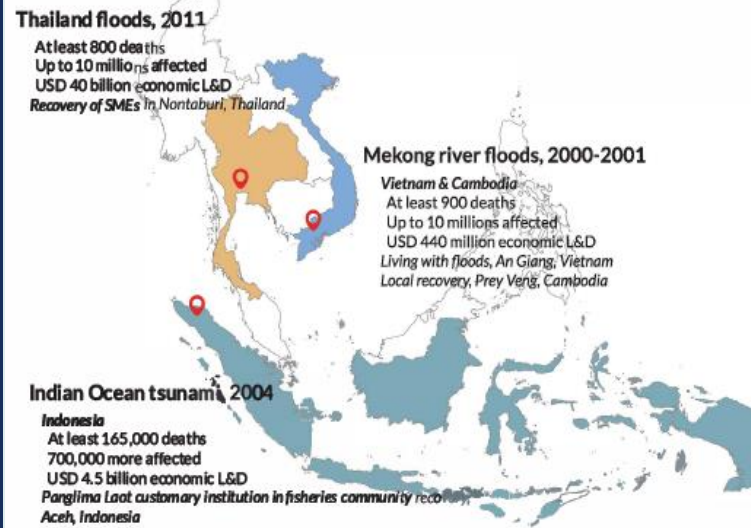 Thailand floods, 2011
At least 800 deaths
Up to 10 millions affected
USD 40 billion economic L&D
Recovery of SMEs in Nontaburi, Thailand
Mekong river floods, 2000-2001
Vietnam & Cambodia
At least 900 deaths
Up to 10 millions affected
USD 440 million economic L&D
Living with floods, An Giang, Vietnam
Local recovery, Prey Veng, Cambodia
Indian Ocean tsunami, 2004
Indonesia
At least 165,000 deaths
700,000 more affected
USD 4.5 billion economic L&D
Panglima Laot customary institution in fisheries community recovery,
Aceh, Indonesia